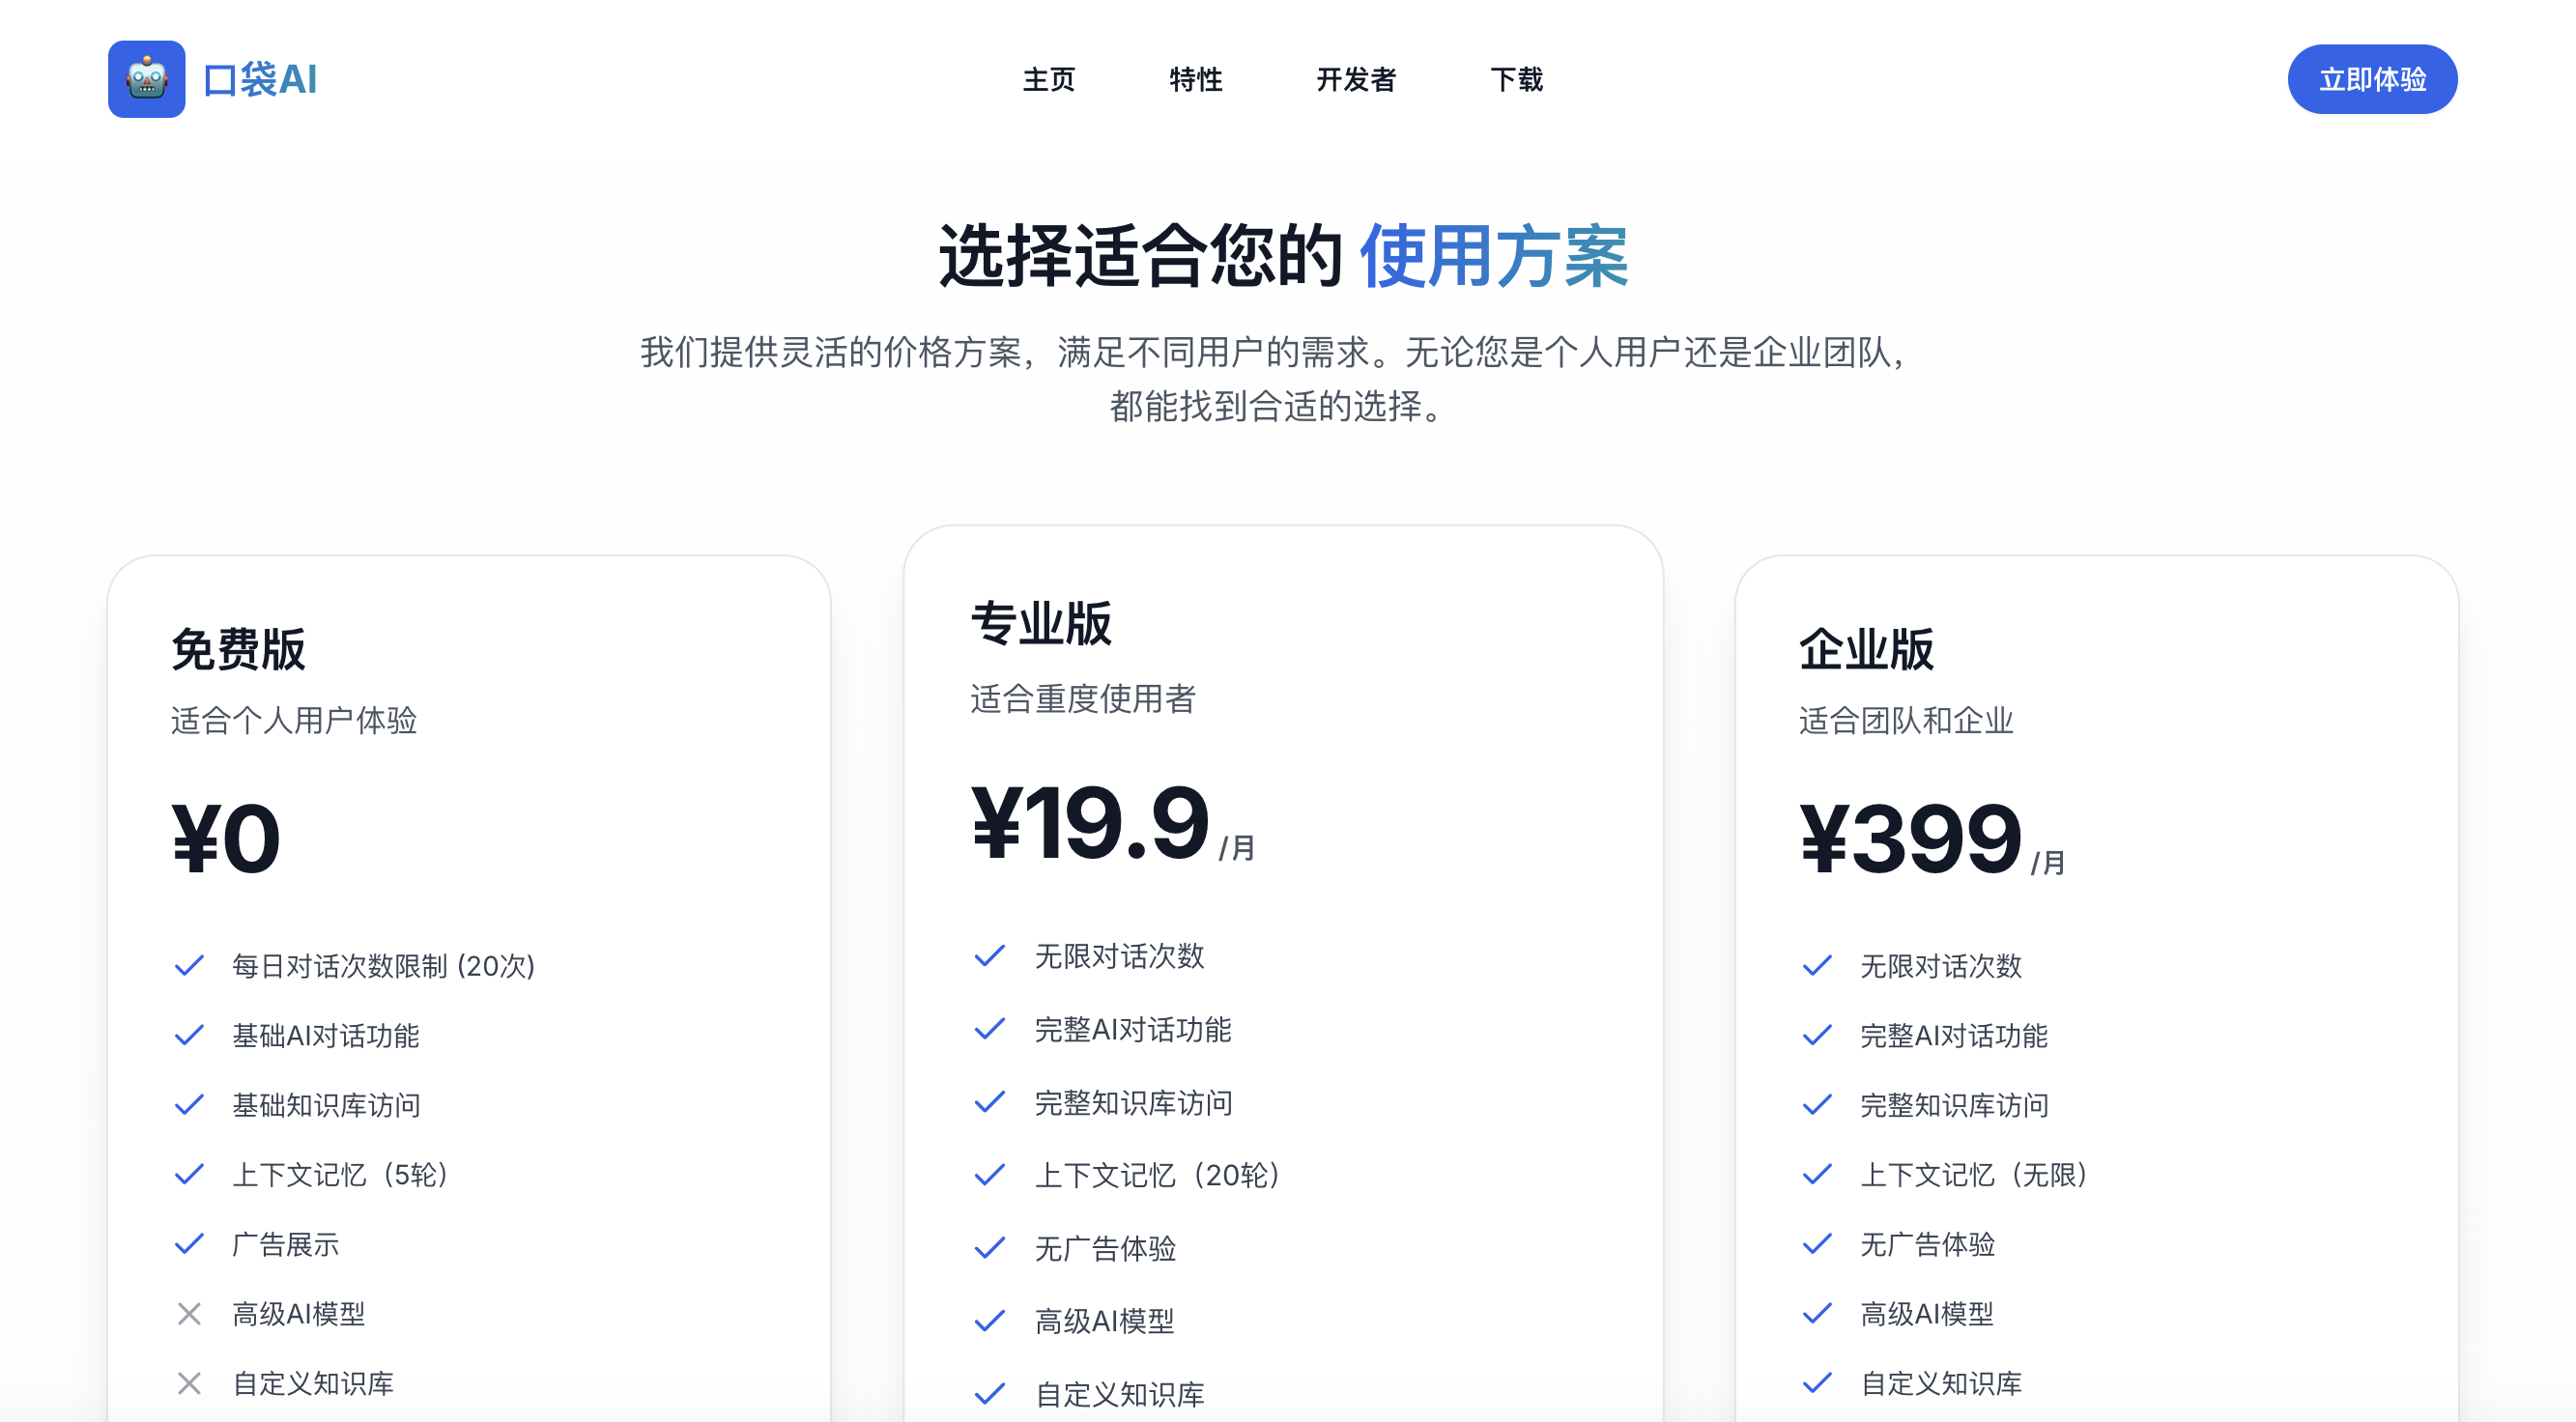 口袋AI
主页
特性
开发者
下载
立即体验
选择适合您的 使用方案
我们提供灵活的价格方案，满足不同用户的需求。无论您是个人用户还是企业团队，
都能找到合适的选择。
免费版
适合个人用户体验
¥0
每日对话次数限制 (20次)
基础AI对话功能
基础知识库访问
上下文记忆（5轮）
广告展示
高级AI模型
自定义知识库
专业版
适合重度使用者
¥19.9 /月
无限对话次数
完整AI对话功能
完整知识库访问
上下文记忆（20轮）
无广告体验
高级AI模型
自定义知识库
企业版
适合团队和企业
¥399 /月
无限对话次数
完整AI对话功能
完整知识库访问
上下文记忆（无限）
无广告体验
高级AI模型
自定义知识库